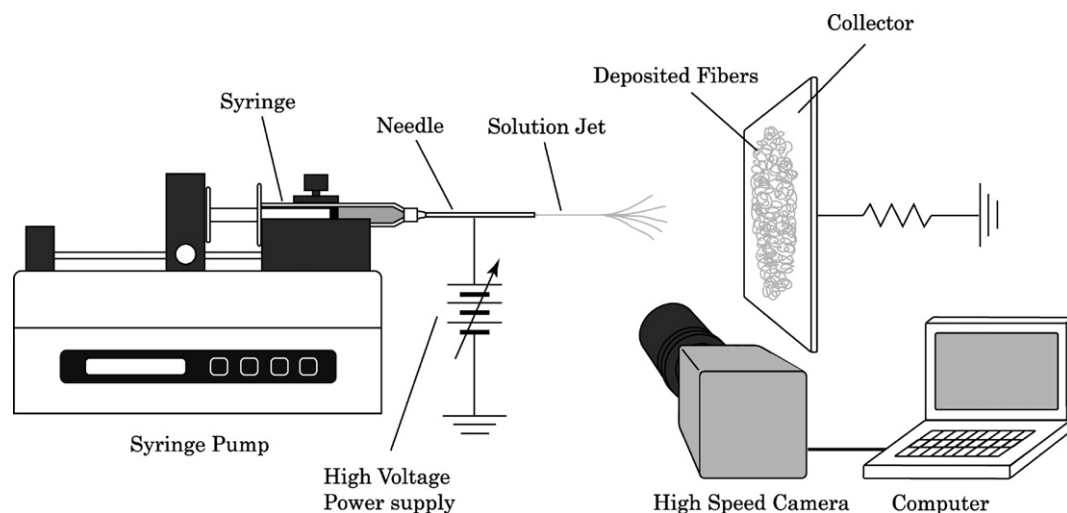 Collector
Deposited Fibers
Syringe
Needle
Solution Jet
Syringe Pump
High Voltage
Power supply
High Speed Camera
Computer